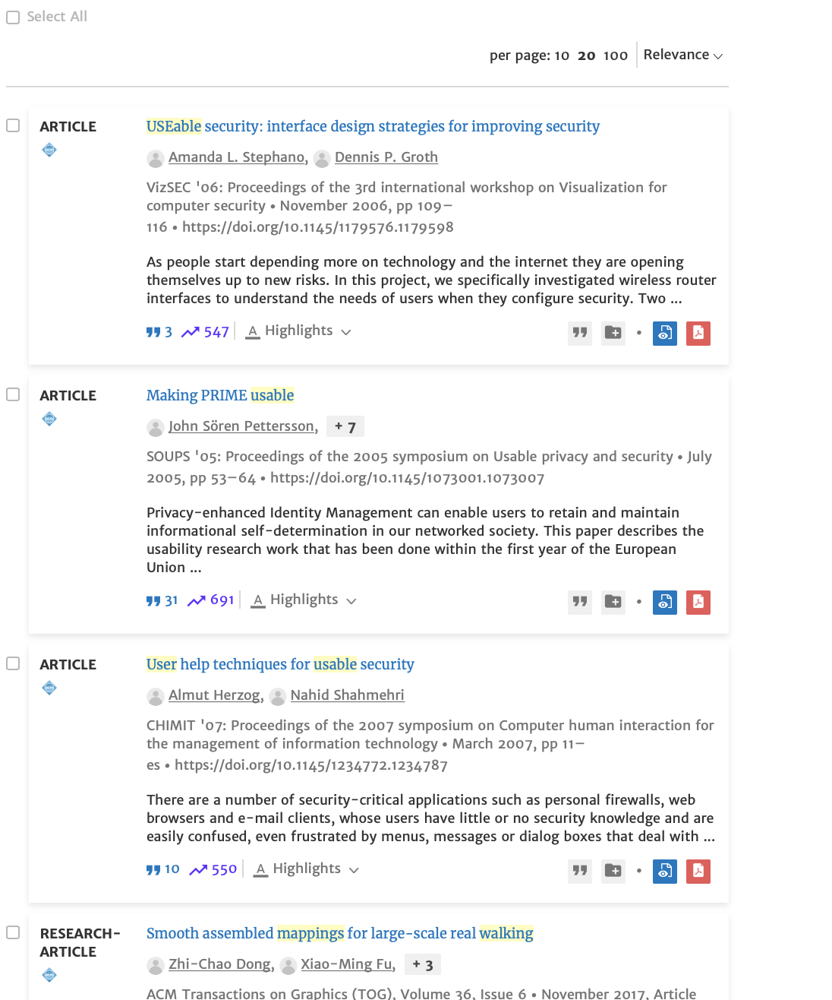 Select All
per page: 10 20 100 Relevance
ARTICLE
USEable security: interface design strategies for improving security
Amanda L. Stephano, Dennis P. Groth
VizSEC '06: Proceedings of the 3rd international workshop on Visualization for
computer security • November 2006, pp 109–
116 • https://doi.org/10.1145/1179576.1179598
As people start depending more on technology and the internet they are opening
themselves up to new risks. In this project, we specifically investigated wireless router
interfaces to understand the needs of users when they configure security. Two ...
3 547 A Highlights
ARTICLE
Making PRIME usable
John Sören Pettersson, + 7
SOUPS '05: Proceedings of the 2005 symposium on Usable privacy and security • July
2005, pp 53–64 • https://doi.org/10.1145/1073001.1073007
Privacy-enhanced Identity Management can enable users to retain and maintain
informational self-determination in our networked society. This paper describes the
usability research work that has been done within the first year of the European
Union ...
31 691 A Highlights
ARTICLE
User help techniques for usable security
Almut Herzog, Nahid Shahmehri
CHIMIT '07: Proceedings of the 2007 symposium on Computer human interaction for
the management of information technology • March 2007, pp 11–
es • https://doi.org/10.1145/1234772.1234787
There are a number of security-critical applications such as personal firewalls, web
browsers and e-mail clients, whose users have little or no security knowledge and are
easily confused, even frustrated by menus, messages or dialog boxes that deal with ...
10 550 A Highlights
RESEARCH-
ARTICLE
Smooth assembled mappings for large-scale real walking
Zhi-Chao Dong, Xiao-Ming Fu, + 3
ACM Transactions on Graphics (TOG), Volume 36, Issue 6 • November 2017, Article